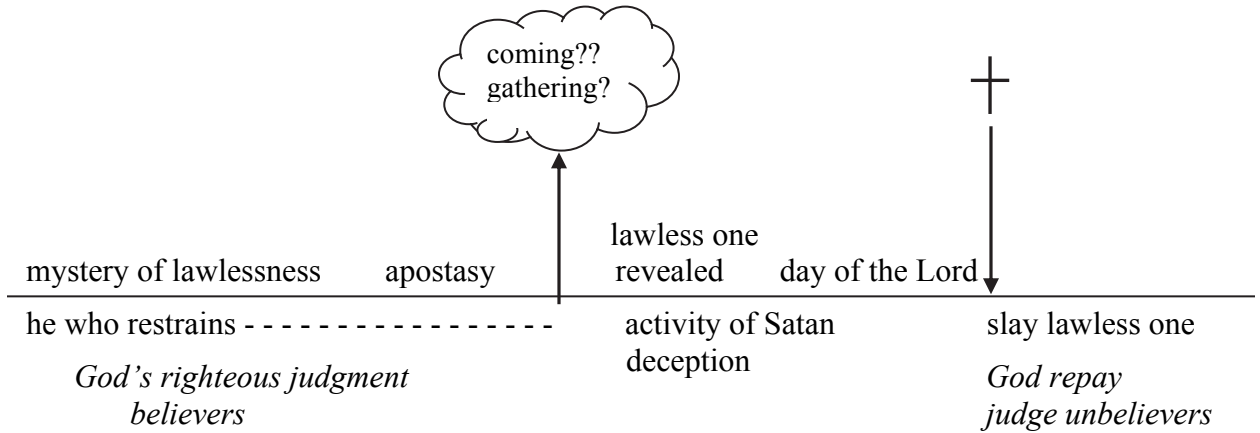 coming??
gathering?
lawless one
mystery of lawlessness apostasy revealed day of the Lord
he who restrains - - - - - - - - - - - - - - - - - activity of Satan slay lawless one
deception
God's righteous judgment God repay
believers judge unbelievers